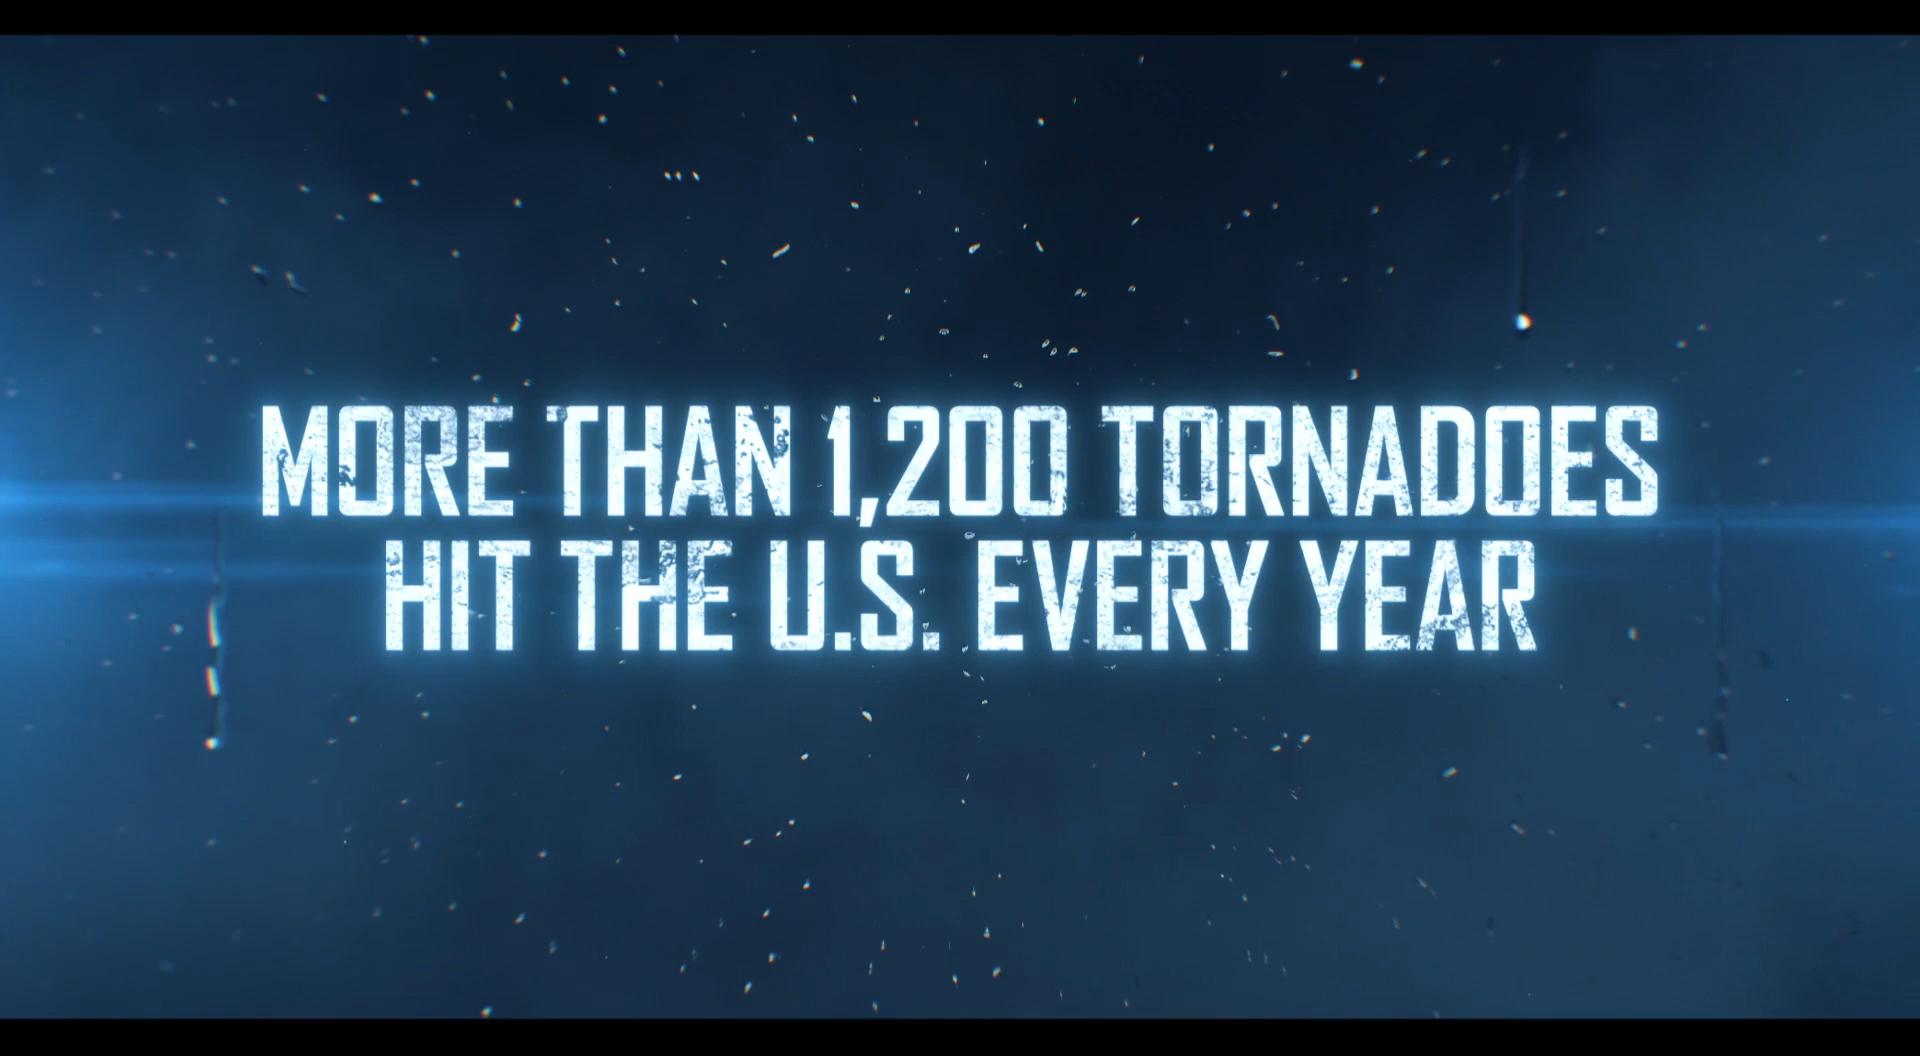 MORE THAN 1,200 TORNADOES
HIT THE U.S. EVERY YEAR